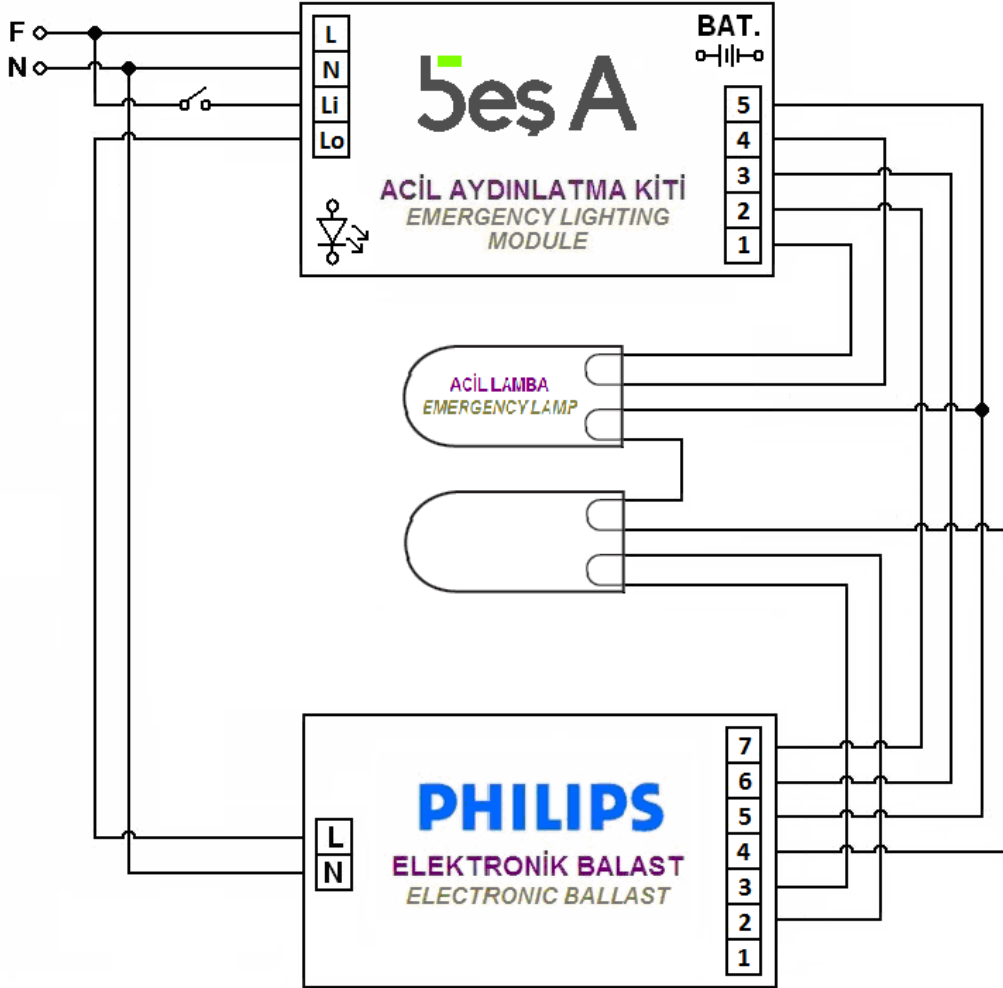 F
N
L
N
Li
Lo
BAT.
5
4
3
2
1
beş A
ACİL AYDINLATMA KİTİ
EMERGENCY LIGHTING
MODULE
ACİL LAMBA
EMERGENCY LAMP
7
6
5
4
3
2
1
L
N
PHILIPS
ELEKTRONİK BALAST
ELECTRONIC BALLAST